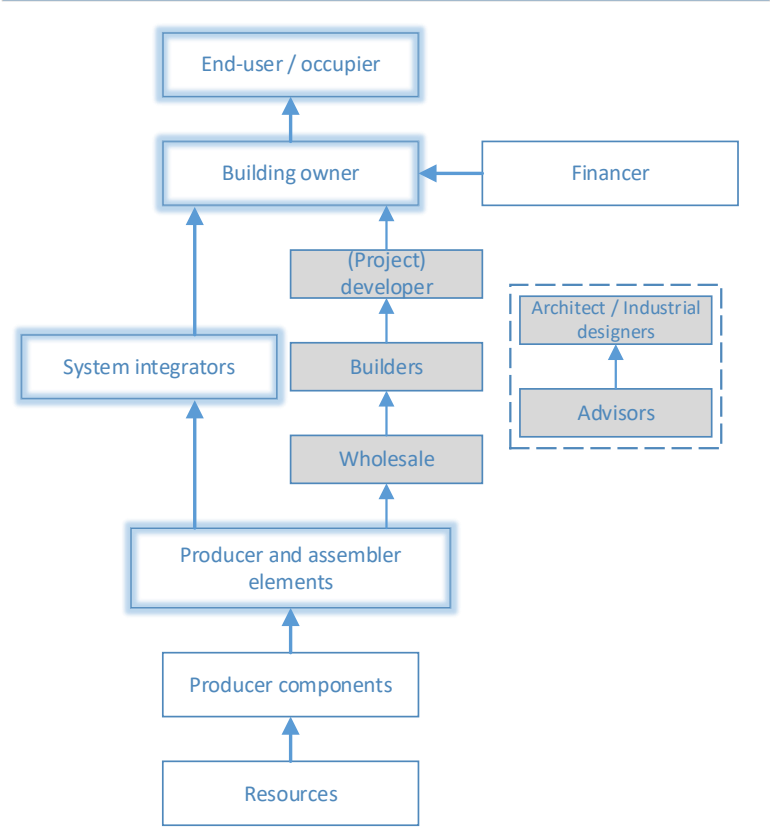 End-user / occupier
Building owner
Financer
(Project)
developer
Architect / Industrial
designers
System integrators
Builders
Advisors
Wholesale
Producer and assembler
elements
Producer components
Resources